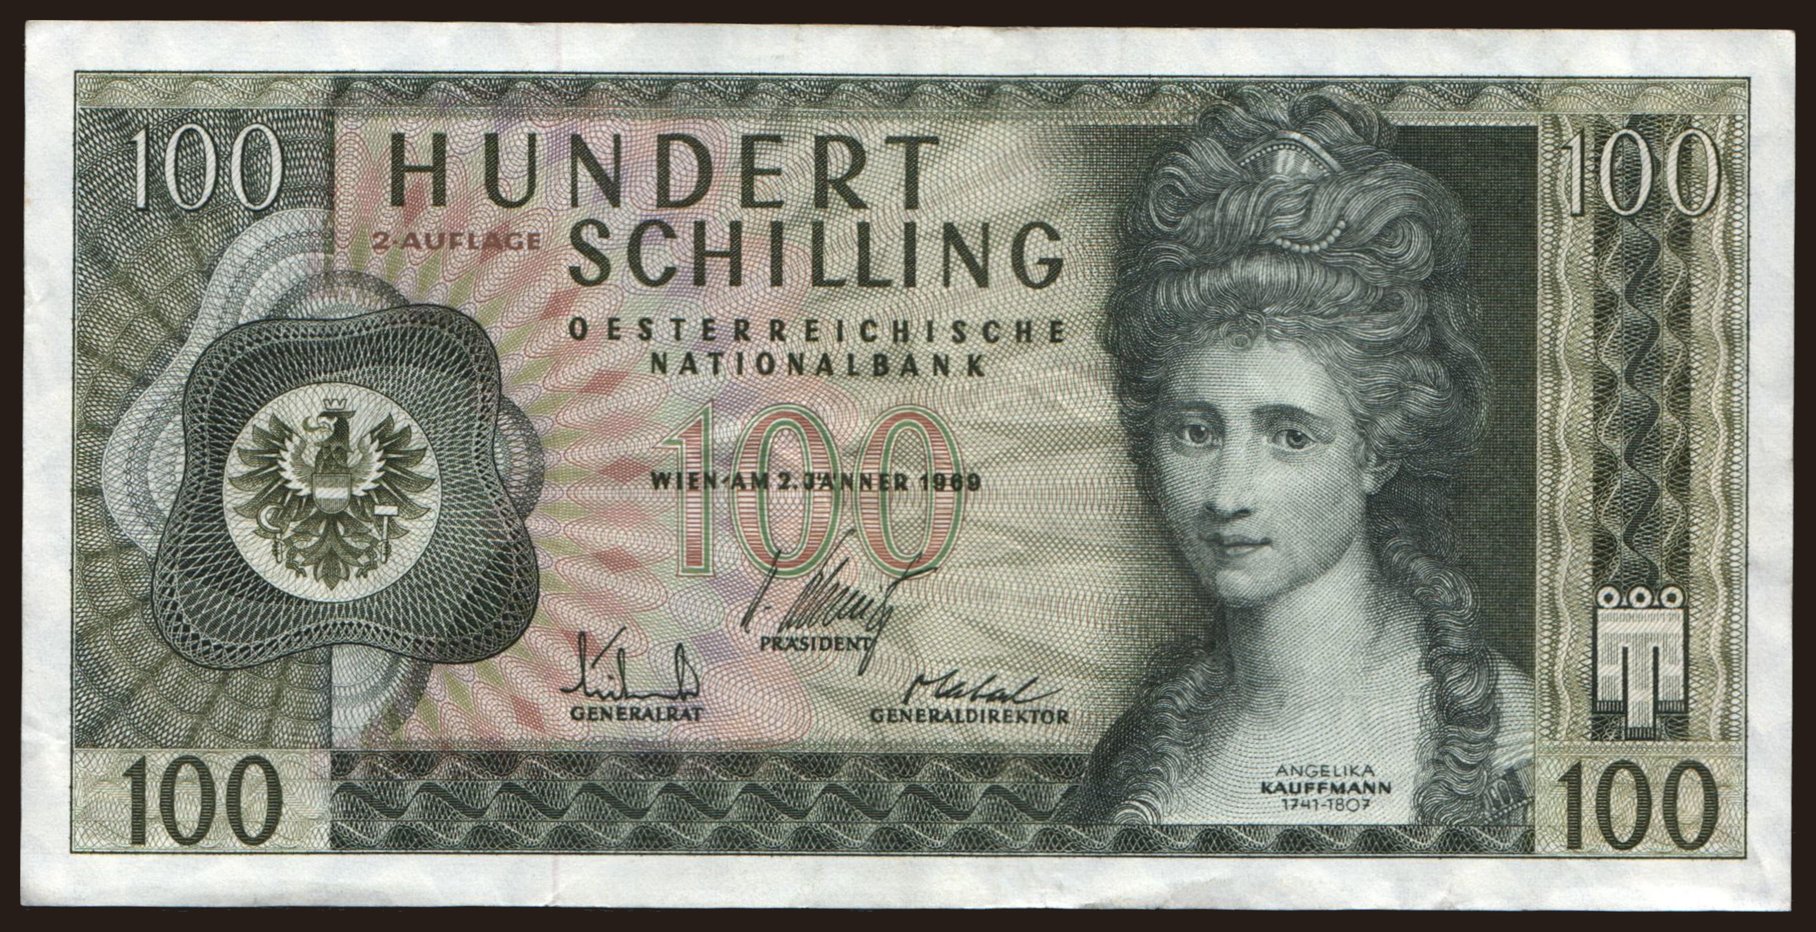 100
HUNDERT
100
2·AUFLAGE
SCHILLING
OESTERREICHISCHE
NATIONALBANK
100
WIEN·AM 2. JÄNNER 1969
PRÄSIDENT
GENERALRAT
GENERALDIREKTOR
ANGELIKA
KAUFFMANN
1741-1807
100
100